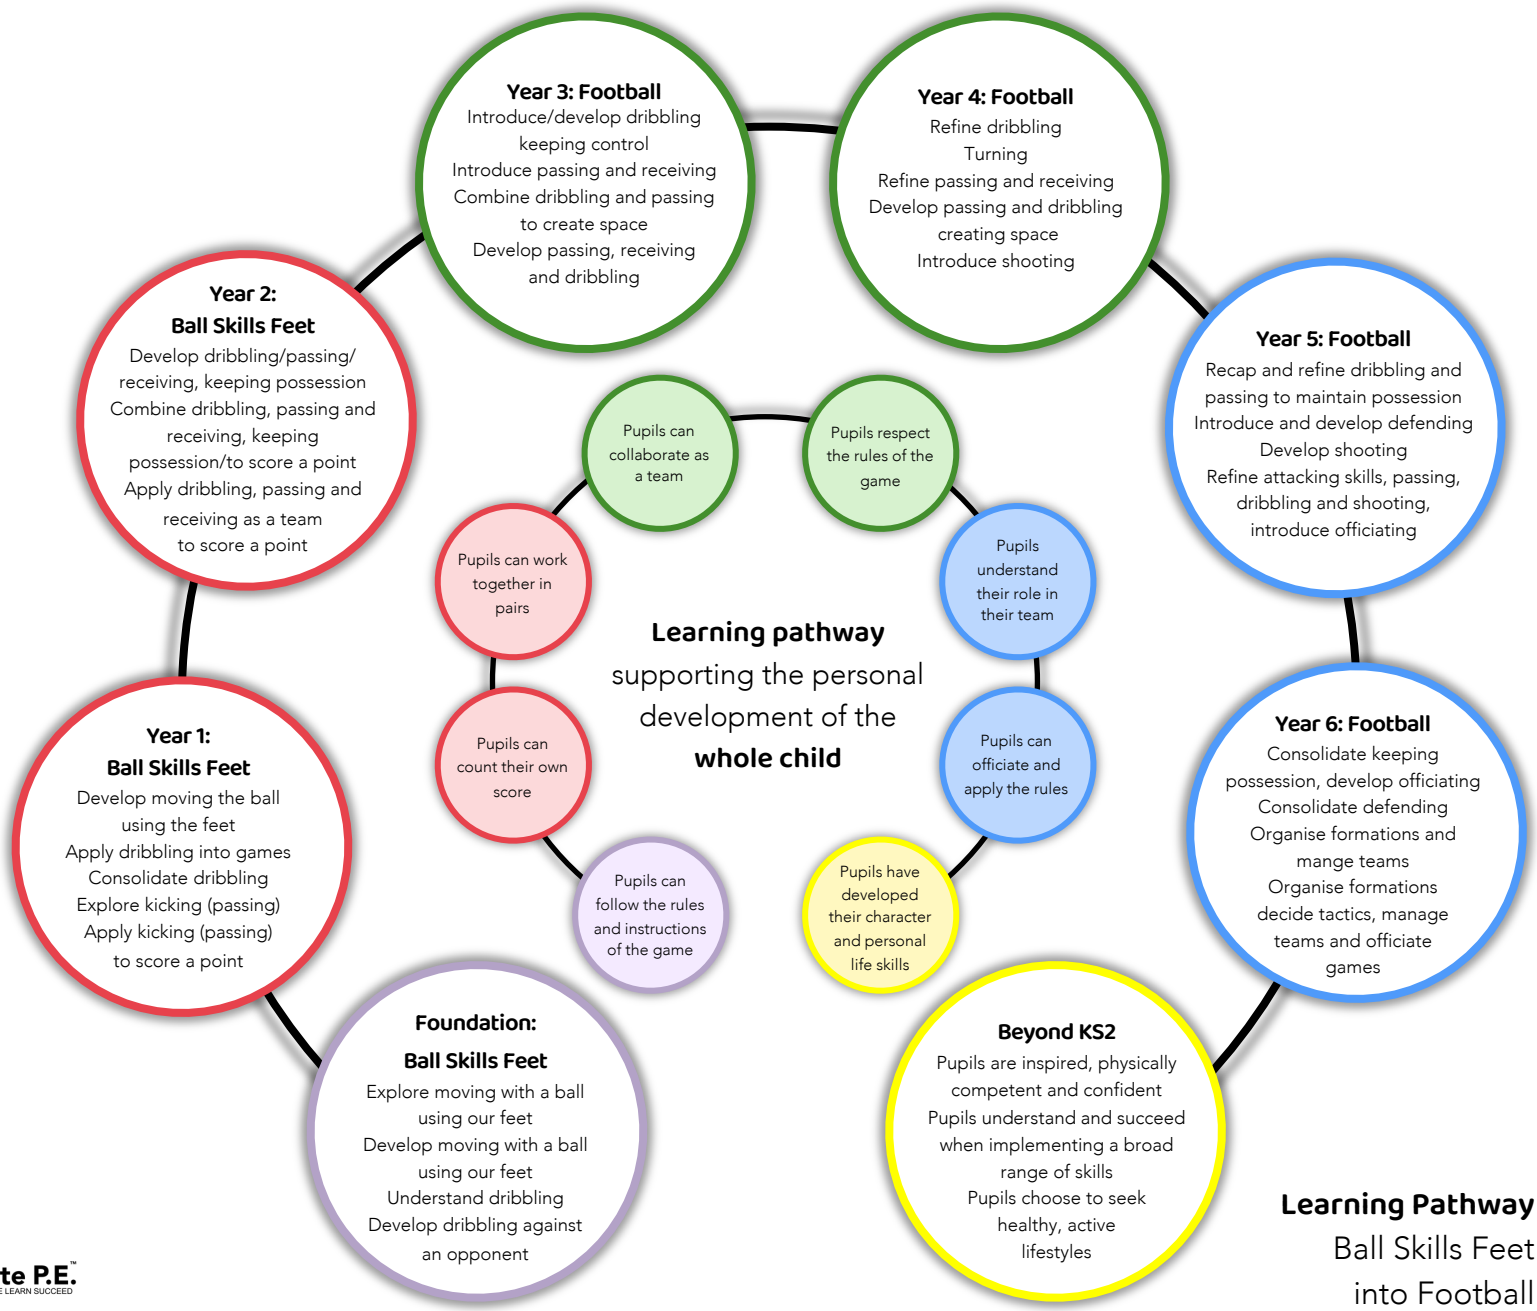 Year 3: Football
Introduce/develop dribbling
keeping control
Introduce passing and receiving
Combine dribbling and passing
to create space
Develop passing, receiving
and dribbling
Year 4: Football
Refine dribbling
Turning
Refine passing and receiving
Develop passing and dribbling
creating space
Introduce shooting
Year 2:
Ball Skills Feet
Develop dribbling/passing/
receiving, keeping possession
Combine dribbling, passing and
receiving, keeping
possession/to score a point
Apply dribbling, passing and
receiving as a team
to score a point
Year 5: Football
Recap and refine dribbling and
passing to maintain possession
Introduce and develop defending
Develop shooting
Refine attacking skills, passing,
dribbling and shooting,
introduce officiating
Pupils can
collaborate as
a team
Pupils respect
the rules of the
game
Pupils can work
together in
pairs
Pupils
understand
their role in
their team
Learning pathway
supporting the personal
development of the
whole child
Pupils can
count their own
score
Pupils can
officiate and
apply the rules
Pupils can
follow the rules
and instructions
of the game
Pupils have
developed
their character
and personal
life skills
Year 1:
Ball Skills Feet
Develop moving the ball
using the feet
Apply dribbling into games
Consolidate dribbling
Explore kicking (passing)
Apply kicking (passing)
to score a point
Year 6: Football
Consolidate keeping
possession, develop officiating
Consolidate defending
Organise formations and
mange teams
Organise formations
decide tactics, manage
teams and officiate
games
Foundation:
Ball Skills Feet
Explore moving with a ball
using our feet
Develop moving with a ball
using our feet
Understand dribbling
Develop dribbling against
an opponent
Beyond KS2
Pupils are inspired, physically
competent and confident
Pupils understand and succeed
when implementing a broad
range of skills
Pupils choose to seek
healthy, active
lifestyles
Learning Pathway
Ball Skills Feet
into Football
te P.E.™
E LEARN SUCCEED